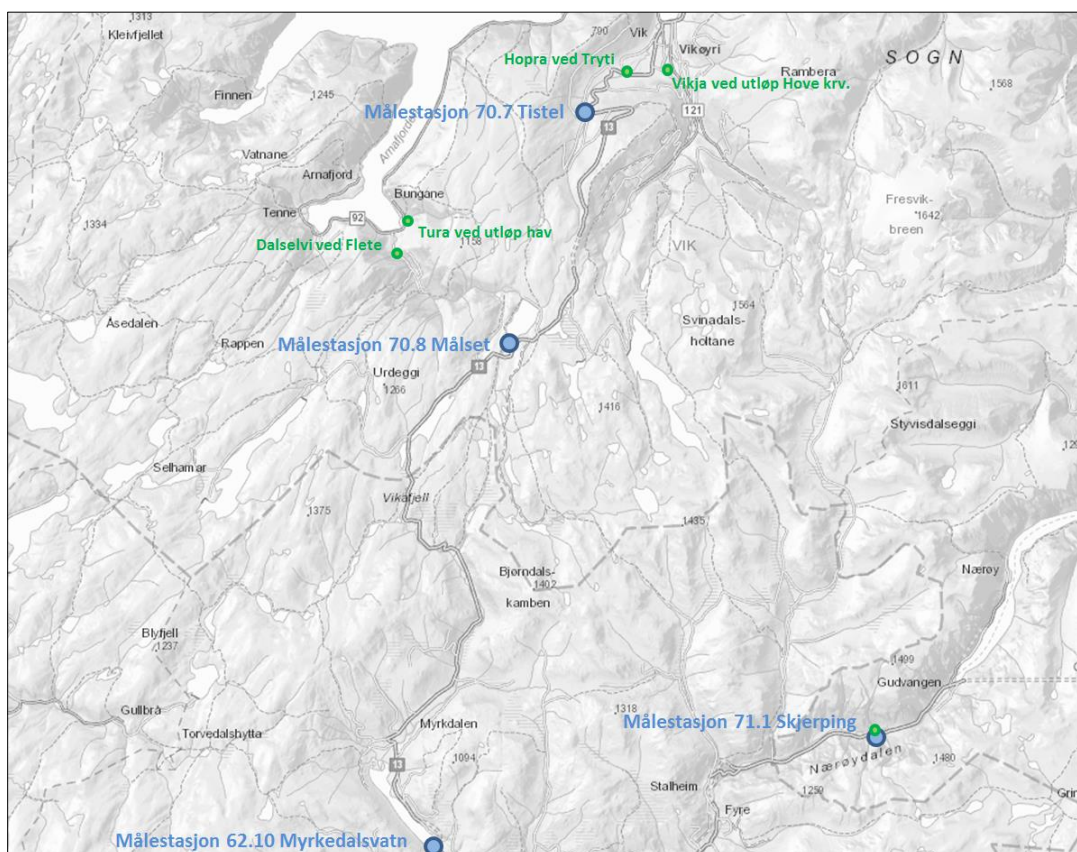 1313
Kleivfjellet
790
Vik
Vikøyri
SOGN
Hopra ved Tryti
Rambera
Vikja ved utløp Hove krv.
1568
Finnen
1245
Målestasjon 70.7 Tistel
121
13
Arnafjorden
Vatnane
Arnafjord
Bungane
Fresvik-
1642
breen
Tenne
92
1334
Tura ved utløp hav
Dalselvi ved Flete
1158
VIK
1564
Åsedalen
Svinadals-
holtane
Rappen
Målestasjon 70.8 Målset
13
Urdeggi
1266
1611
1416
Styvisdalseggi
Selhamar
Vikafjell
1375
1435
Bjørndals-
1402
kamben
Nærøy
Blyfjell
1237
1499
Gudvangen
Gullbrå
Torvedalshytta
Myrkdalen
1318
Målestasjon 71.1 Skjerping
13
1094
Nærøydalen
1480
Stalheim
1259
Fyre
Målestasjon 62.10 Myrkedalsvatn